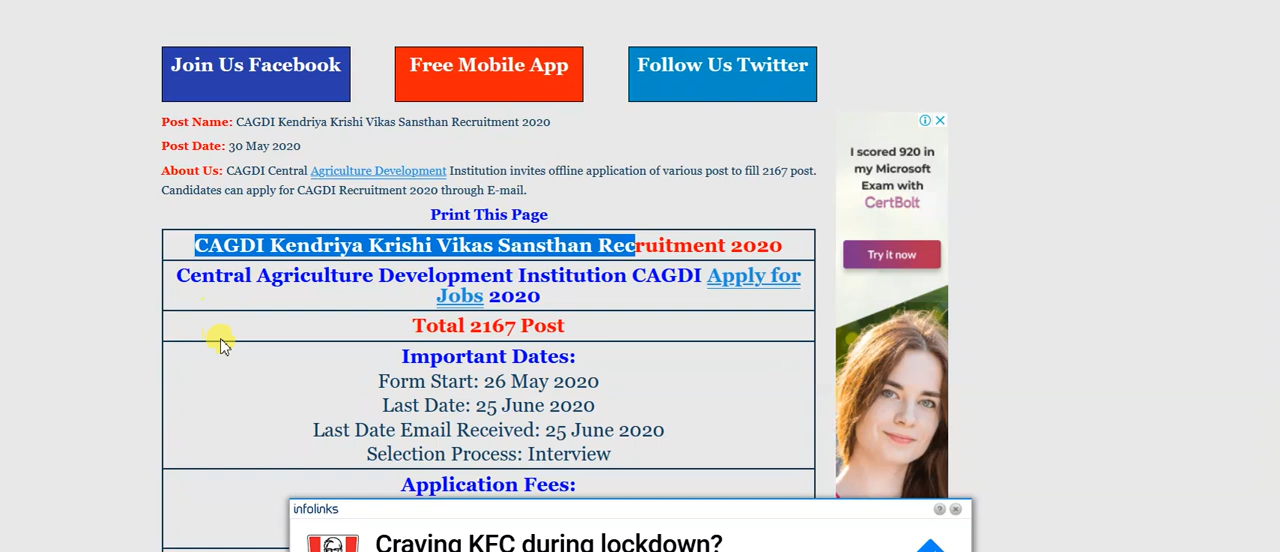 Join Us Facebook
Free Mobile App
Follow Us Twitter
Post Name: CAGDI Kendriya Krishi Vikas Sansthan Recruitment 2020
Post Date: 30 May 2020
About Us: CAGDI Central Agriculture Development Institution invites offline application of various post to fill 2167 post.
Candidates can apply for CAGDI Recruitment 2020 through E-mail.
Print This Page
CAGDI Kendriya Krishi Vikas Sansthan Recruitment 2020
Central Agriculture Development Institution CAGDI Apply for
Jobs 2020
Total 2167 Post
Important Dates:
Form Start: 26 May 2020
Last Date: 25 June 2020
Last Date Email Received: 25 June 2020
Selection Process: Interview
Application Fees:
I scored 920 in
my Microsoft
Exam with
CertBolt
Try it now
infolinks
Craving KFC during lockdown?